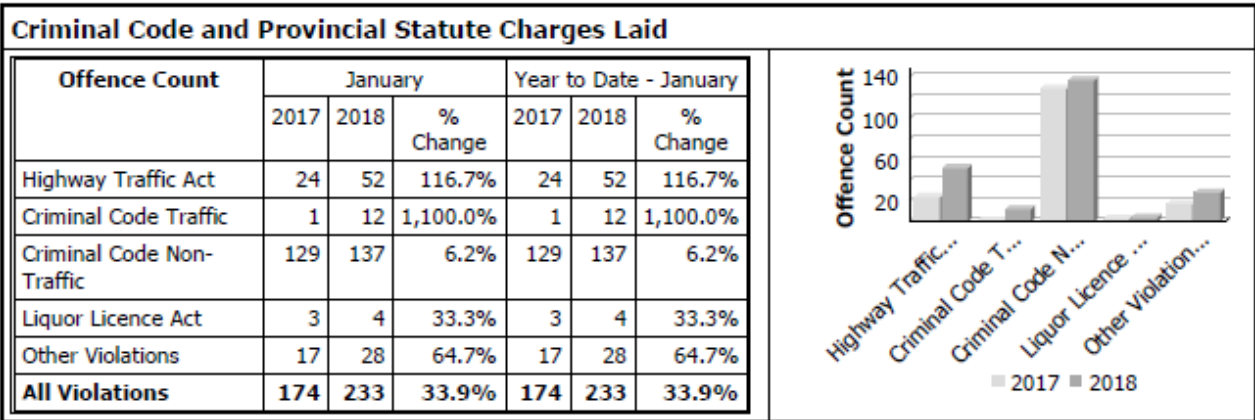 Criminal Code and Provincial Statute Charges Laid
Offence Count January Year to Date - January
2017 2018 % Change 2017 2018 % Change
Highway Traffic Act 24 52 116.7% 24 52 116.7%
Criminal Code Traffic 1 12 1,100.0% 1 12 1,100.0%
Criminal Code Non-
Traffic 129 137 6.2% 129 137 6.2%
Liquor Licence Act 3 4 33.3% 3 4 33.3%
Other Violations 17 28 64.7% 17 28 64.7%
All Violations 174 233 33.9% 174 233 33.9%
Offence Count
140
100
60
20
Highway Traffic...
Criminal Code T...
Criminal Code N...
Liquor Licence ...
Other Violation...
2017 2018